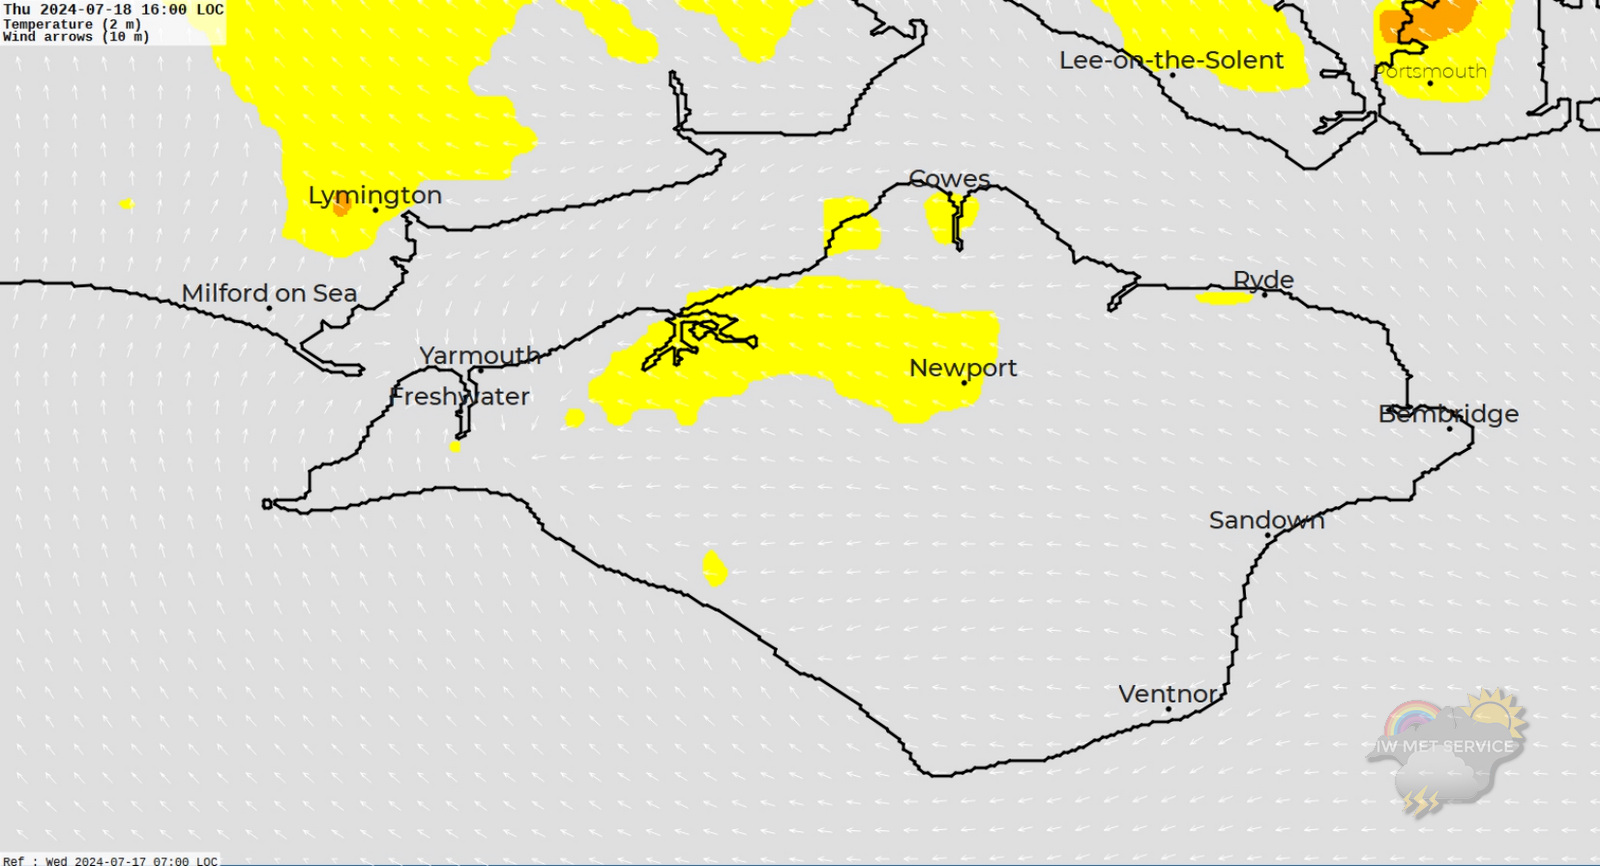 Thu 2024-07-18 16:00 LOC
Temperature (2 m)
Wind arrows (10 m)
Lee-on-the-Solent
Portsmouth
Cowes
Lymington
Ryde
Milford on Sea
Yarmouth
Newport
Freshwater
Bembridge
Sandown
Ventnor
IW MET SERVICE
Ref : Wed 2024-07-17 07:00 LOC